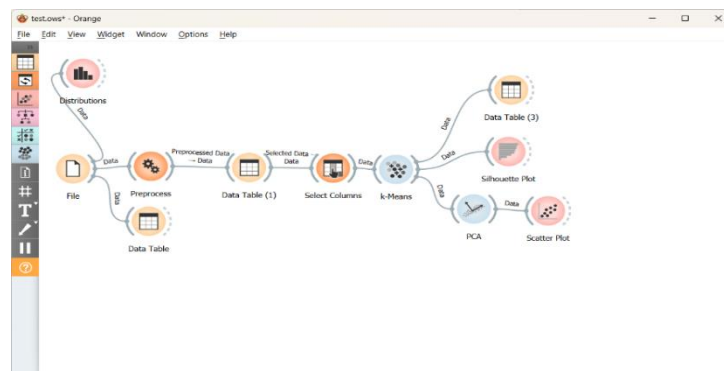 test.ows* - Orange
File Edit View Widget Window Options Help
Distributions
Data
Data Table (3)
Data
Preprocessed Data → Data
Selected Data
Data
Data
Data
Silhouette Plot
File
Data
Preprocess
Data Table (1)
Select Columns
k-Means
Data
Data
Data Table
PCA
Data
Scatter Plot